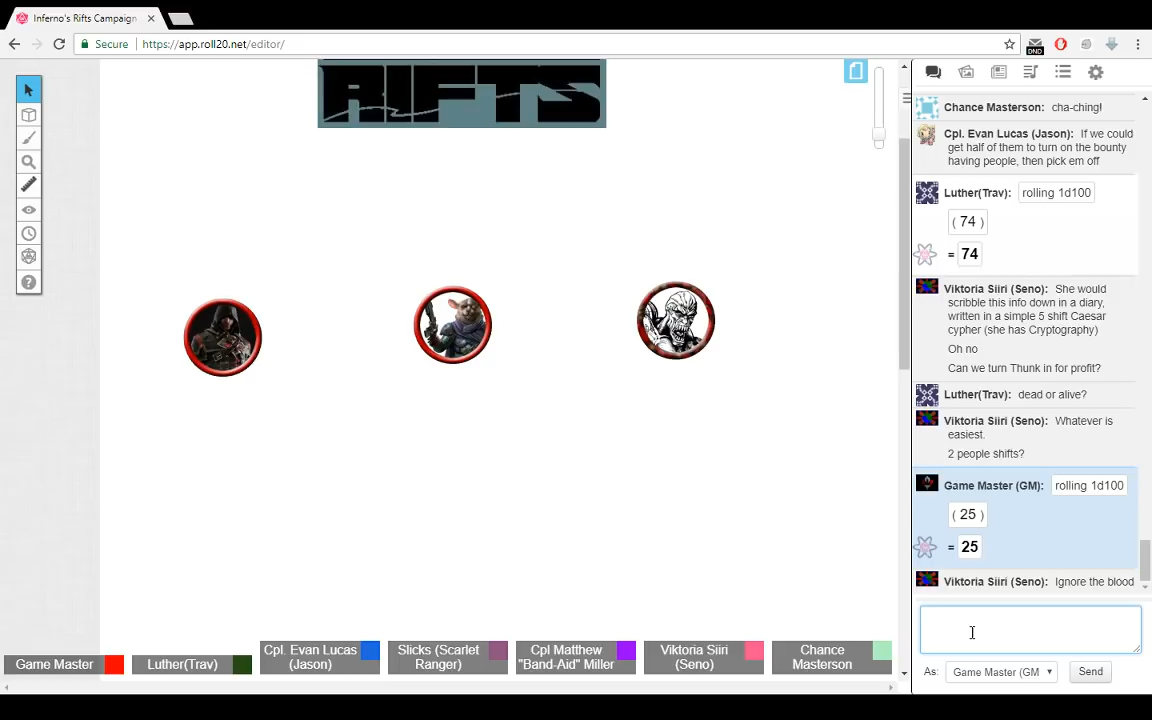 Inferno's Rifts Campaign
Secure
https://app.roll20.net/editor/
DND
RIFTS
Chance Masterson: cha-ching!
Cpl. Evan Lucas (Jason): If we could
get half of them to turn on the bounty
having people, then pick em off
Luther(Trav): rolling 1d100
( 74 )
= 74
Viktoria Siiri (Seno): She would
scribble this info down in a diary,
written in a simple 5 shift Caesar
cypher (she has Cryptography)
Oh no
Can we turn Thunk in for profit?
Luther(Trav): dead or alive?
Viktoria Siiri (Seno): Whatever is
easiest.
2 people shifts?
Game Master (GM): rolling 1d100
( 25 )
= 25
Viktoria Siiri (Seno): Ignore the blood
As: Game Master (GM
Send
Game Master
Luther(Trav)
Cpl. Evan Lucas
(Jason)
Slicks (Scarlet
Ranger)
Cpl Matthew
"Band-Aid" Miller
Viktoria Siiri
(Seno)
Chance
Masterson